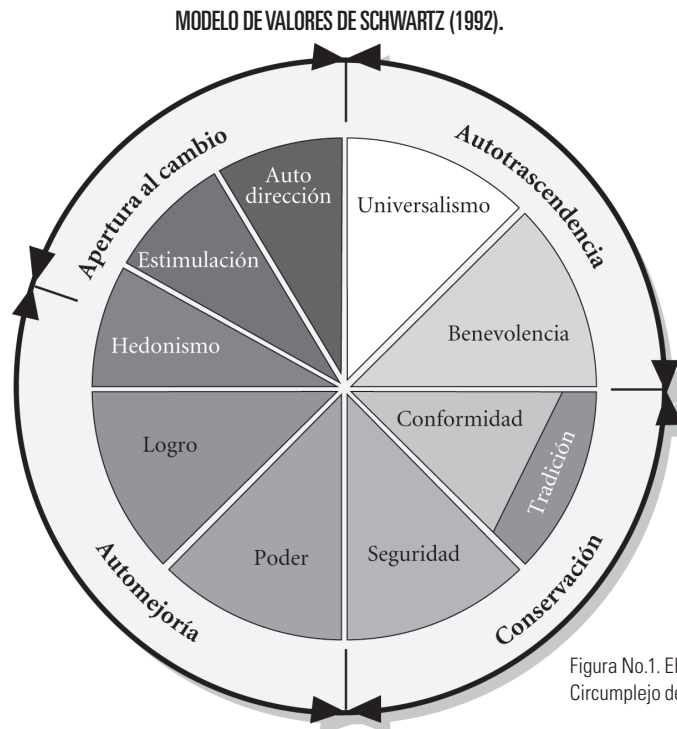 MODELO DE VALORES DE SCHWARTZ (1992).
Apertura al cambio
Autotrascendencia
Auto
dirección
Universalismo
Estimulación
Hedonismo
Benevolencia
Logro
Conformidad
Tradición
Poder
Seguridad
Automejoría
Conservación
Figura No.1. El
Circumplejo de